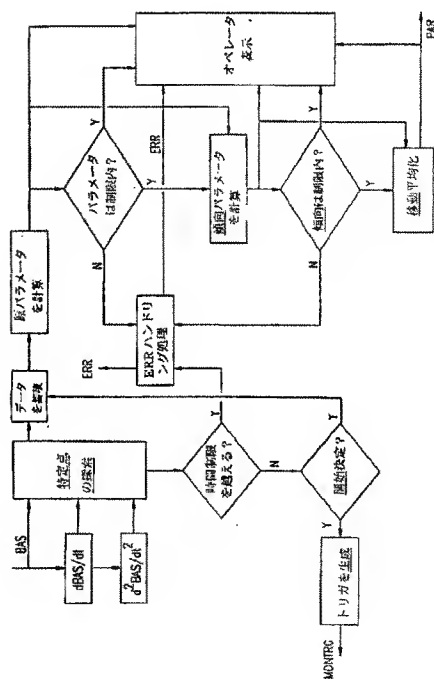 BAS
dBAS/dt
d²BAS/dt²
特定点
の探索
データ
を蓄積
原パラメータ
を計算
時間制限
を越える?
Y
N
開始決定?
Y
Y
トリガを生成
MONTRG
ERRハンドリ
ング処理
ERR
ERR
パラメータ
は制限内?
N
Y
Y
傾向パラメータ
を計算
傾向は制限内?
N
Y
Y
移動平均化
オペレータ
表示
PAR